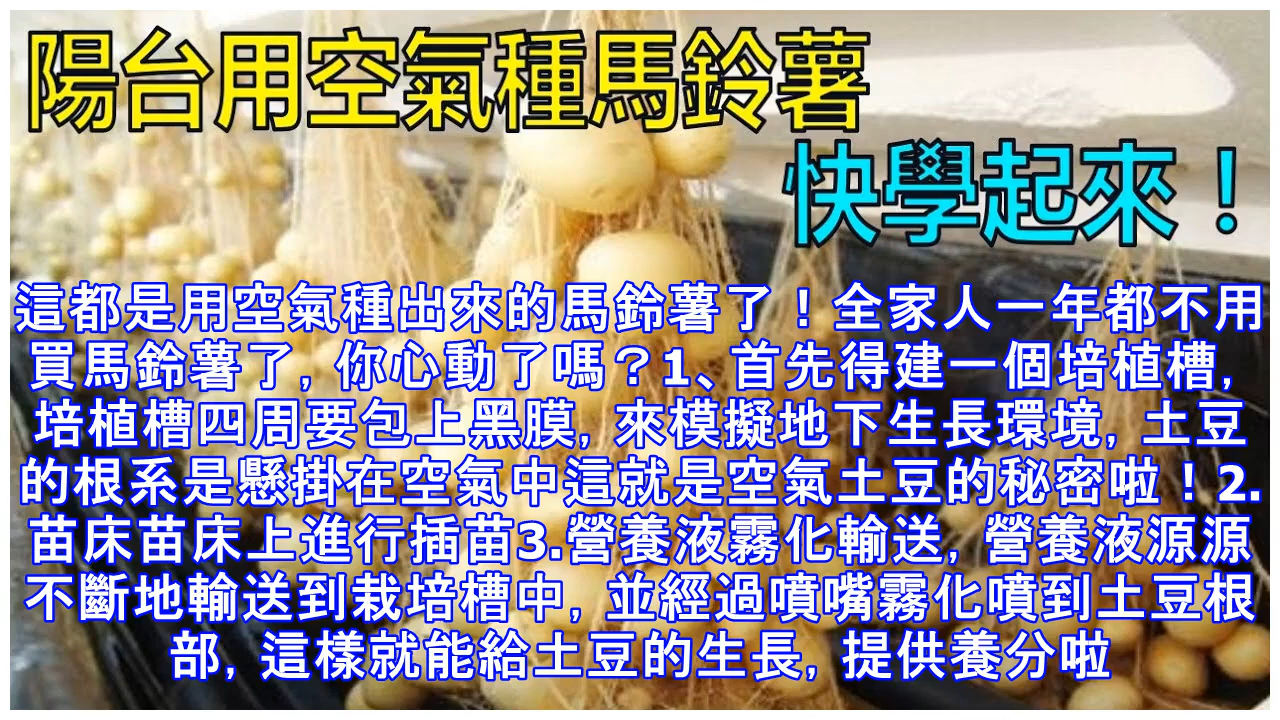 陽台用空氣種馬鈴薯
快學起來！
這都是用空氣種出來的馬鈴薯了！全家人一年都不用
買馬鈴薯了, 你心動了嗎？1、首先得建一個培植槽,
培植槽四周要包上黑膜, 來模擬地下生長環境, 土豆
的根系是懸掛在空氣中這就是空氣土豆的秘密啦！2.
苗床苗床上進行插苗3.營養液霧化輸送, 營養液源源
不斷地輸送到栽培槽中, 並經過噴嘴霧化噴到土豆根
部, 這樣就能給土豆的生長, 提供養分啦